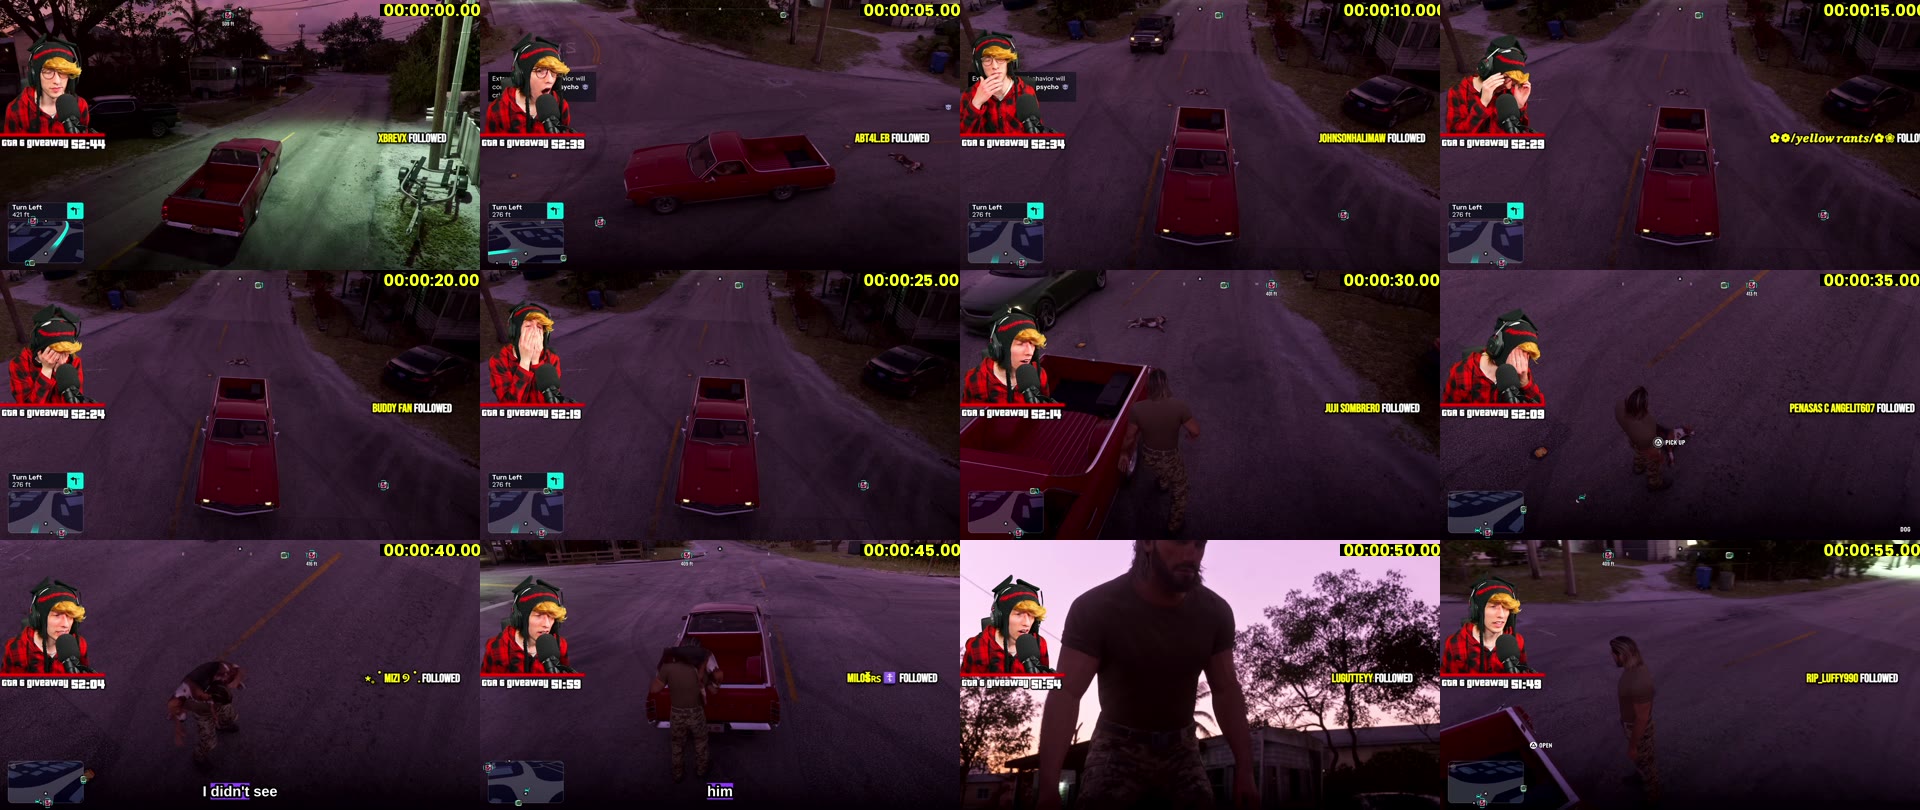 00:00:00.00
XBREVX FOLLOWED
GTA 6 giveaway 52:44
Turn Left
421 ft
00:00:05.00
psycho
ABT4L.EB FOLLOWED
GTA 6 giveaway 52:39
Turn Left
276 ft
00:00:10.000
psycho
JOHNSONHALIMAW FOLLOWED
GTA 6 giveaway 52:34
Turn Left
276 ft
00:00:15.000
✿❁/yellow rants/✿❀ FOLLO
GTA 6 giveaway 52:29
Turn Left
276 ft
00:00:20.00
BUDDY FAN FOLLOWED
GTA 6 giveaway 52:24
Turn Left
276 ft
00:00:25.00
GTA 6 giveaway 52:19
Turn Left
276 ft
00:00:30.00
JUJI SOMBRERO FOLLOWED
GTA 6 giveaway 52:14
00:00:35.00
PENASAS C ANGELIT607 FOLLOWED
GTA 6 giveaway 52:09
PICK UP
DOG
00:00:40.00
MIZI FOLLOWED
GTA 6 giveaway 52:04
I didn't see
00:00:45.00
FOLLOWED
GTA 6 giveaway 51:59
him
00:00:50.00
LUGUTTEYY FOLLOWED
GTA 6 giveaway 51:54
00:00:55.00
RIP_LUFFY990 FOLLOWED
GTA 6 giveaway 51:49
OPEN